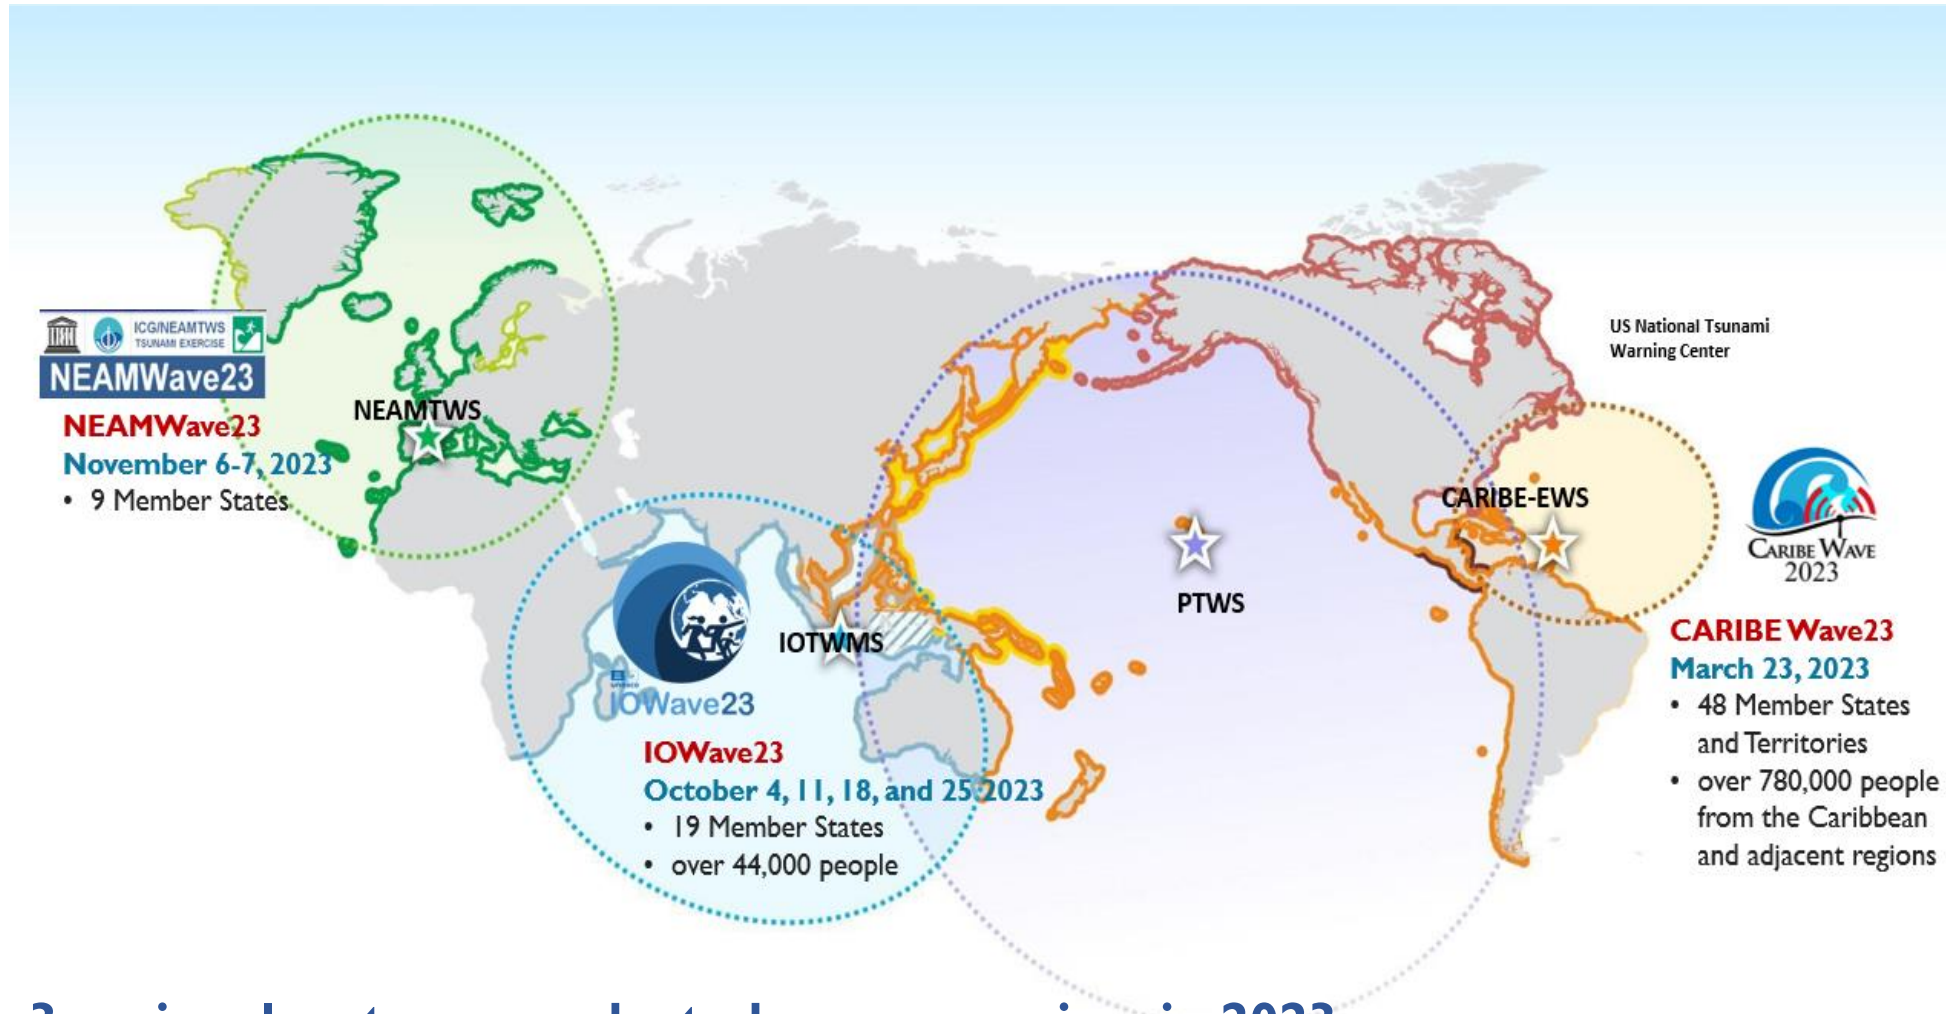 ICG/NEAMTWS
TSUNAMI EXERCISE
NEAMWave23
NEAMWave23
November 6-7, 2023
• 9 Member States
NEAMTWS
US National Tsunami
Warning Center
CARIBE-EWS
CARIBE WAVE
2023
PTWS
IOTWMS
IOWave23
IOWave23
October 4, 11, 18, and 25 2023
• 19 Member States
• over 44,000 people
CARIBE Wave23
March 23, 2023
• 48 Member States
and Territories
• over 780,000 people
from the Caribbean
and adjacent regions
in 2023